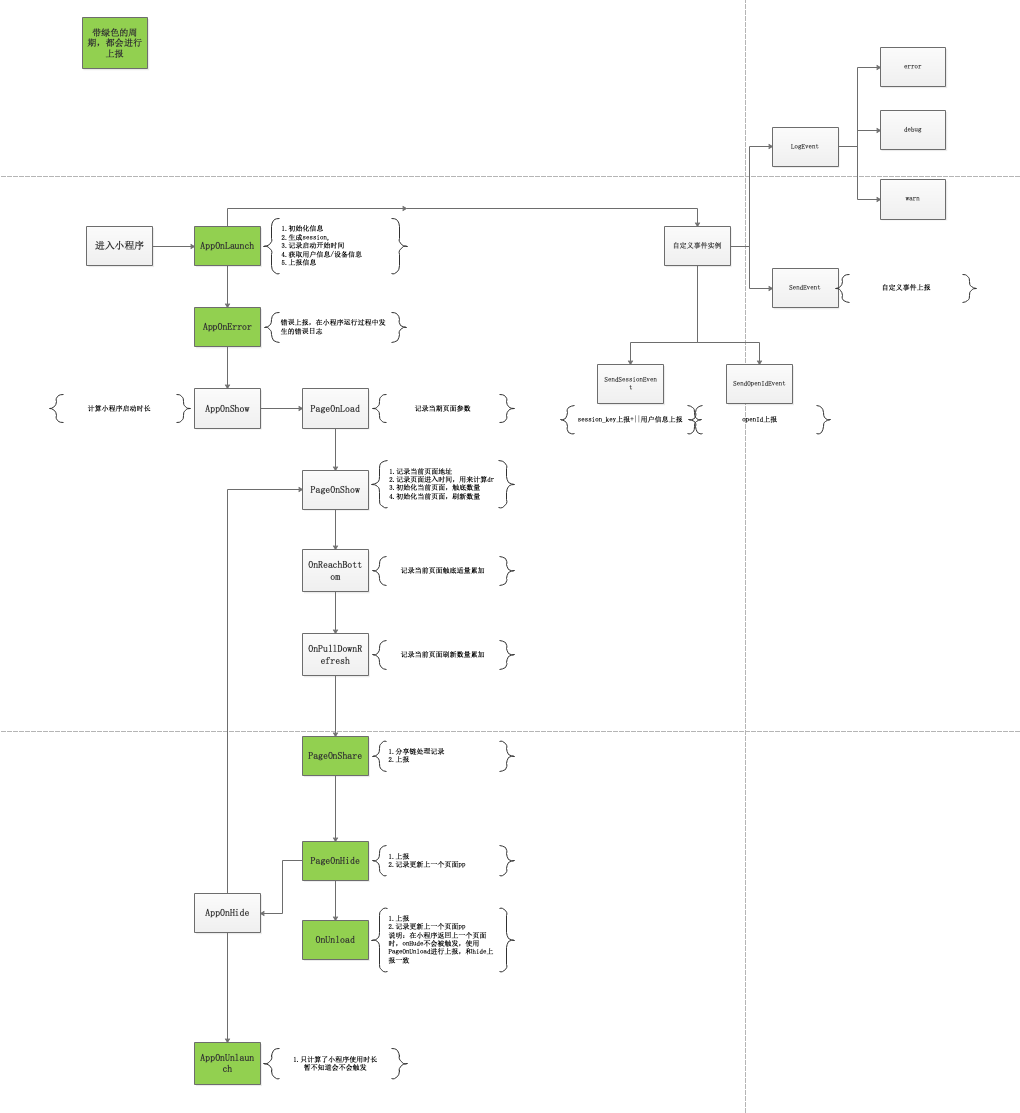 带绿色的周
期, 都会进行
上报
error
debug
LogEvent
warn
进入小程序
AppOnLaunch
1.初始化信息
2.生成session,
3.记录启动开始时间
4.获取用户信息/设备信息
5.上报信息
自定义事件实例
SendEvent
自定义事件上报
AppOnError
错误上报, 在小程序运行过程中发
生的错误日志
SendSessionEven
t
SendOpenIdEvent
计算小程序启动时长
AppOnShow
PageOnLoad
记录当期页面参数
session_key上报=||用户信息上报
openId上报
PageOnShow
1.记录当前页面地址
2.记录页面进入时间, 用来计算dr
3.初始化当前页面, 触底数量
4.初始化当前页面, 刷新数量
OnReachBott
om
记录当前页面触底适量累加
OnPullDownR
efresh
记录当前页面刷新数量累加
PageOnShare
1.分享链处理记录
2.上报
PageOnHide
1.上报
2.记录更新上一个页面pp
AppOnHide
OnUnload
1.上报
2.记录更新上一个页面pp
说明: 在小程序返回上一个页面
时, onHude不会被触发, 使用
PageOnUnload进行上报, 和hide上
报一致
AppOnUnlaun
ch
1.只计算了小程序使用时长
暂不知道会不会触发